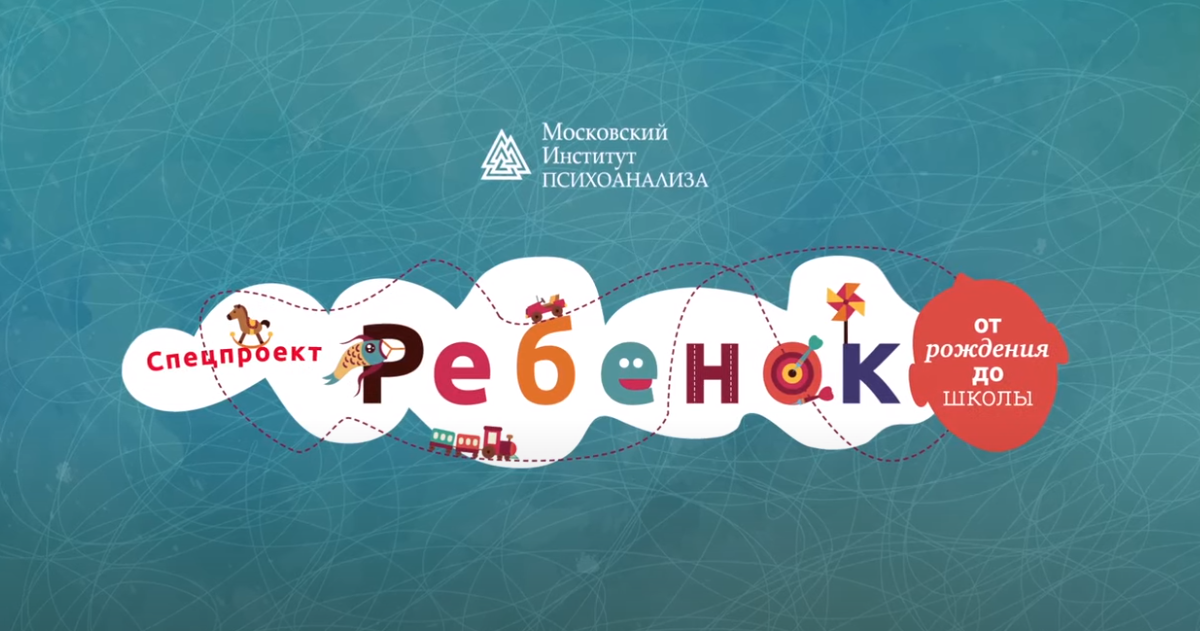 Московский
Институт
ПСИХОАНАЛИЗА
Спецпроект
Ребенок
от
рождения
до
школы